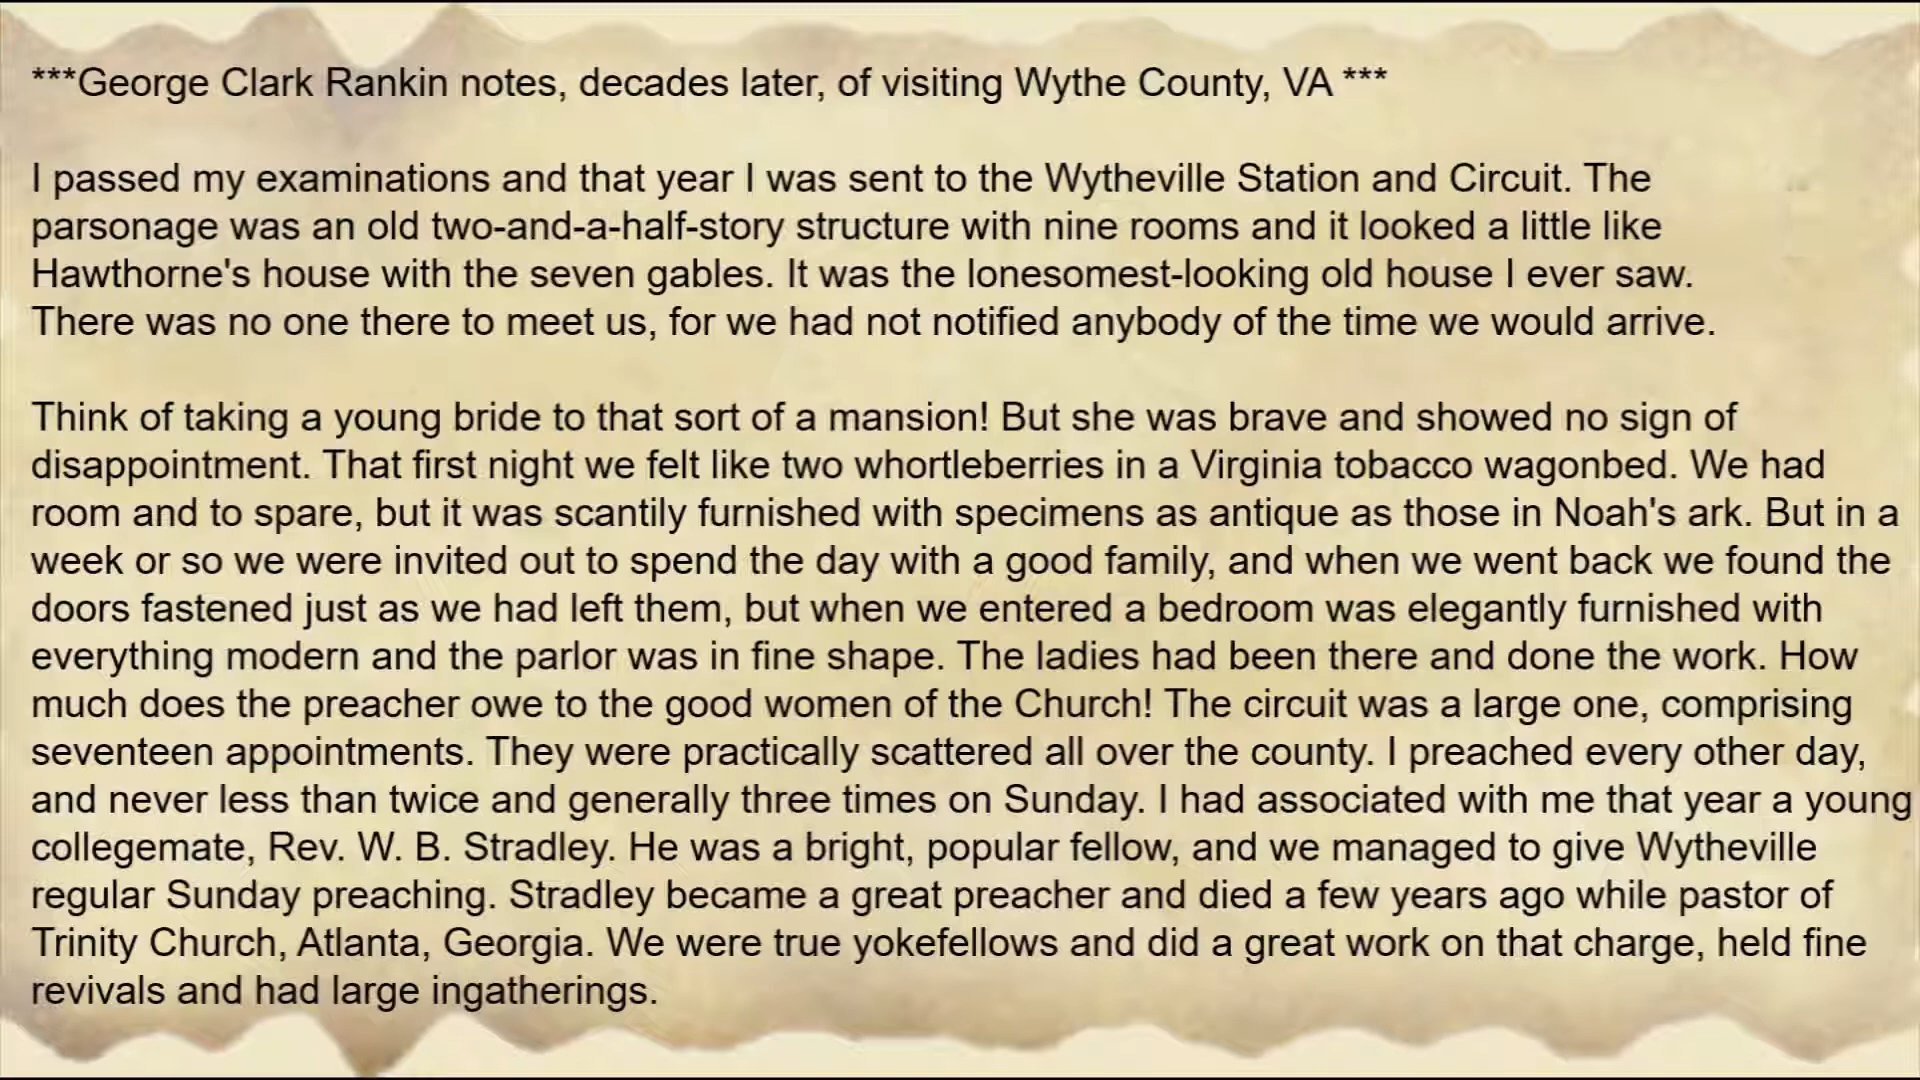 ***George Clark Rankin notes, decades later, of visiting Wythe County, VA ***
I passed my examinations and that year I was sent to the Wytheville Station and Circuit. The
parsonage was an old two-and-a-half-story structure with nine rooms and it looked a little like
Hawthorne's house with the seven gables. It was the lonesomest-looking old house I ever saw.
There was no one there to meet us, for we had not notified anybody of the time we would arrive.
Think of taking a young bride to that sort of a mansion! But she was brave and showed no sign of
disappointment. That first night we felt like two whortleberries in a Virginia tobacco wagonbed. We had
room and to spare, but it was scantily furnished with specimens as antique as those in Noah's ark. But in a
week or so we were invited out to spend the day with a good family, and when we went back we found the
doors fastened just as we had left them, but when we entered a bedroom was elegantly furnished with
everything modern and the parlor was in fine shape. The ladies had been there and done the work. How
much does the preacher owe to the good women of the Church! The circuit was a large one, comprising
seventeen appointments. They were practically scattered all over the county. I preached every other day,
and never less than twice and generally three times on Sunday. I had associated with me that year a young
collegemate, Rev. W. B. Stradley. He was a bright, popular fellow, and we managed to give Wytheville
regular Sunday preaching. Stradley became a great preacher and died a few years ago while pastor of
Trinity Church, Atlanta, Georgia. We were true yokefellows and did a great work on that charge, held fine
revivals and had large ingatherings.